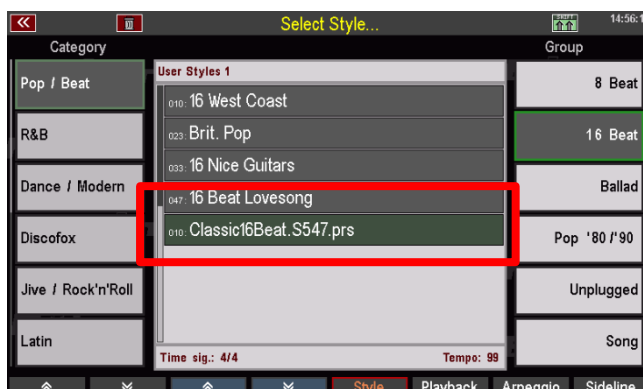 Select Style...
SHIFT
14:56:1
Category
Group
Pop / Beat
R&B
Dance / Modern
Discofox
Jive / Rock'n'Roll
Latin
User Styles 1
010: 16 West Coast
023: Brit. Pop
033: 16 Nice Guitars
047: 16 Beat Lovesong
010: Classic16Beat.S547.prs
Time sig.: 4/4
Tempo: 99
8 Beat
16 Beat
Ballad
Pop '80/'90
Unplugged
Song
Style
Playback
Arpeggio
Sideline